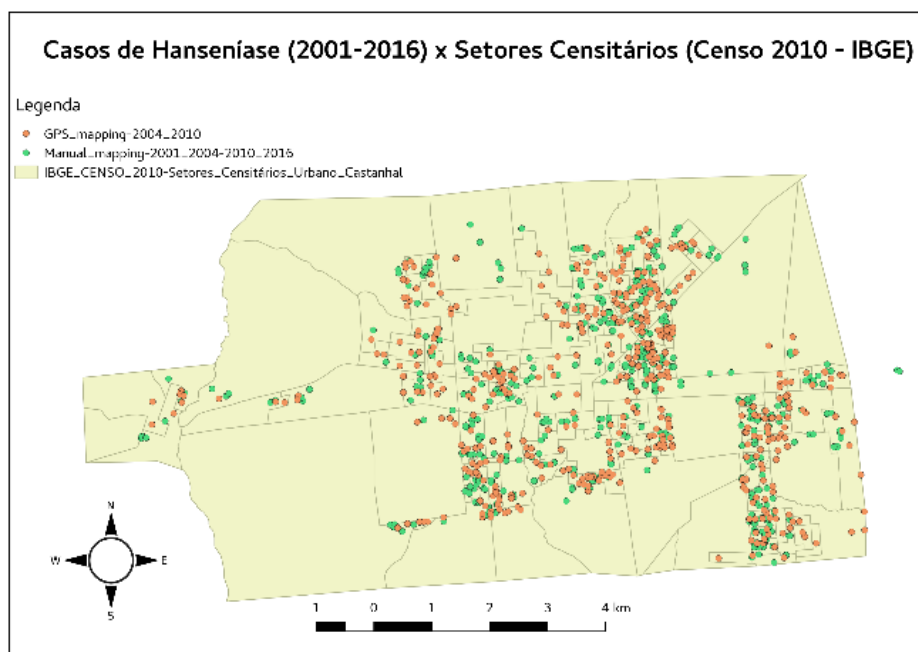 Casos de Hanseníase (2001-2016) x Setores Censitários (Censo 2010 - IBGE)
Legenda
GPS_mapping-2004_2010
Manual_mapping-2001_2004-2010_2016
IBGE_CENSO_2010-Setores_Censitários_Urbano_Castanhal
N
W E
S
1 0 1 2 3 4 km